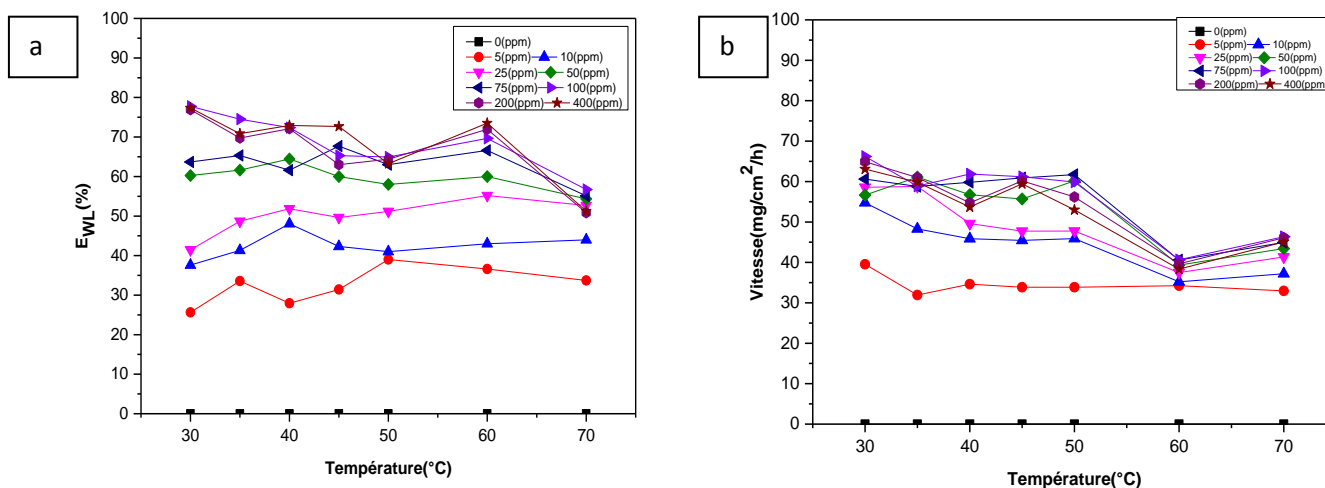 a
E_WL(%)
100
90
80
70
60
50
40
30
20
10
0
0(ppm)
5(ppm) 10(ppm)
25(ppm) 50(ppm)
75(ppm) 100(ppm)
200(ppm) 400(ppm)
30 40 50 60 70
Température(°C)
b
Vitesse(mg/cm²/h)
100
90
80
70
60
50
40
30
20
10
0
0(ppm)
5(ppm) 10(ppm)
25(ppm) 50(ppm)
75(ppm) 100(ppm)
200(ppm) 400(ppm
30 40 50 60 70
Température(°C)